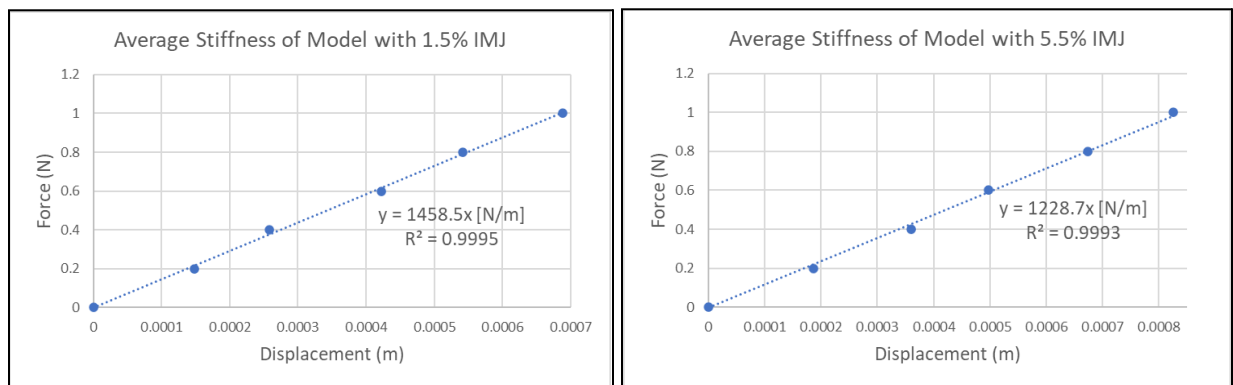 Average Stiffness of Model with 1.5% IMJ
1.2
1
0.8
0.6
0.4
0.2
0
Force (N)
y = 1458.5x [N/m]
R² = 0.9995
0 0.0001 0.0002 0.0003 0.0004 0.0005 0.0006 0.0007
Displacement (m)
Average Stiffness of Model with 5.5% IMJ
1.2
1
0.8
0.6
0.4
0.2
0
Force (N)
y = 1228.7x [N/m]
R² = 0.9993
0 0.0001 0.0002 0.0003 0.0004 0.0005 0.0006 0.0007 0.0008
Displacement (m)